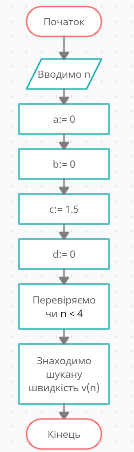 Початок
Вводимо n
a:= 0
b:= 0
c:= 1.5
d:= 0
Перевіряємо
чи n < 4
Знаходимо
шукану
швидкість v(n)
Кінець